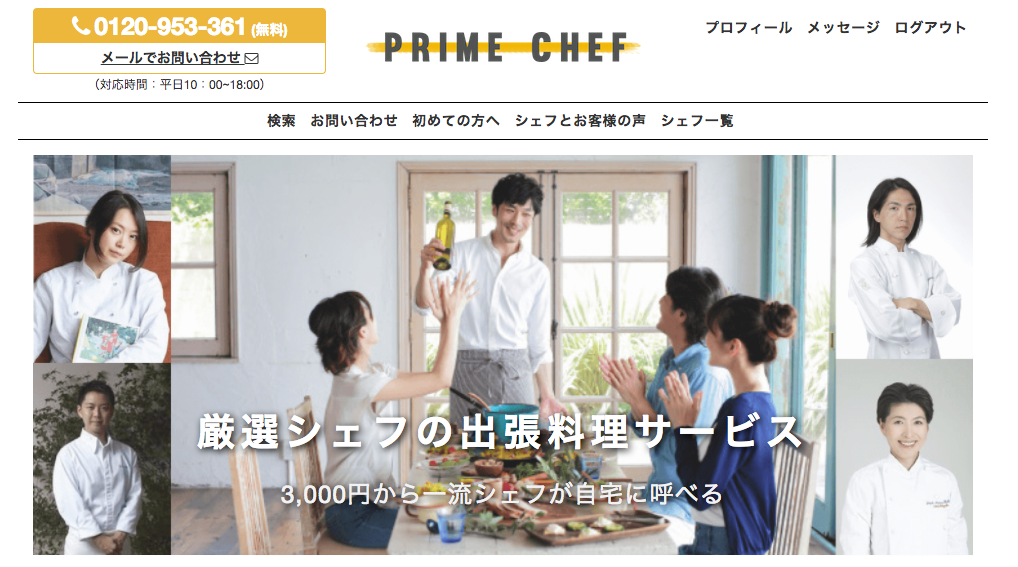 0120-953-361 (無料)
メールでお問い合わせ
（対応時間：平日10：00~18:00）
PRIME CHEF
プロフィール メッセージ ログアウト
検索 お問い合わせ 初めての方へ シェフとお客様の声 シェフ一覧
厳選シェフの出張料理サービス
3,000円から一流シェフが自宅に呼べる